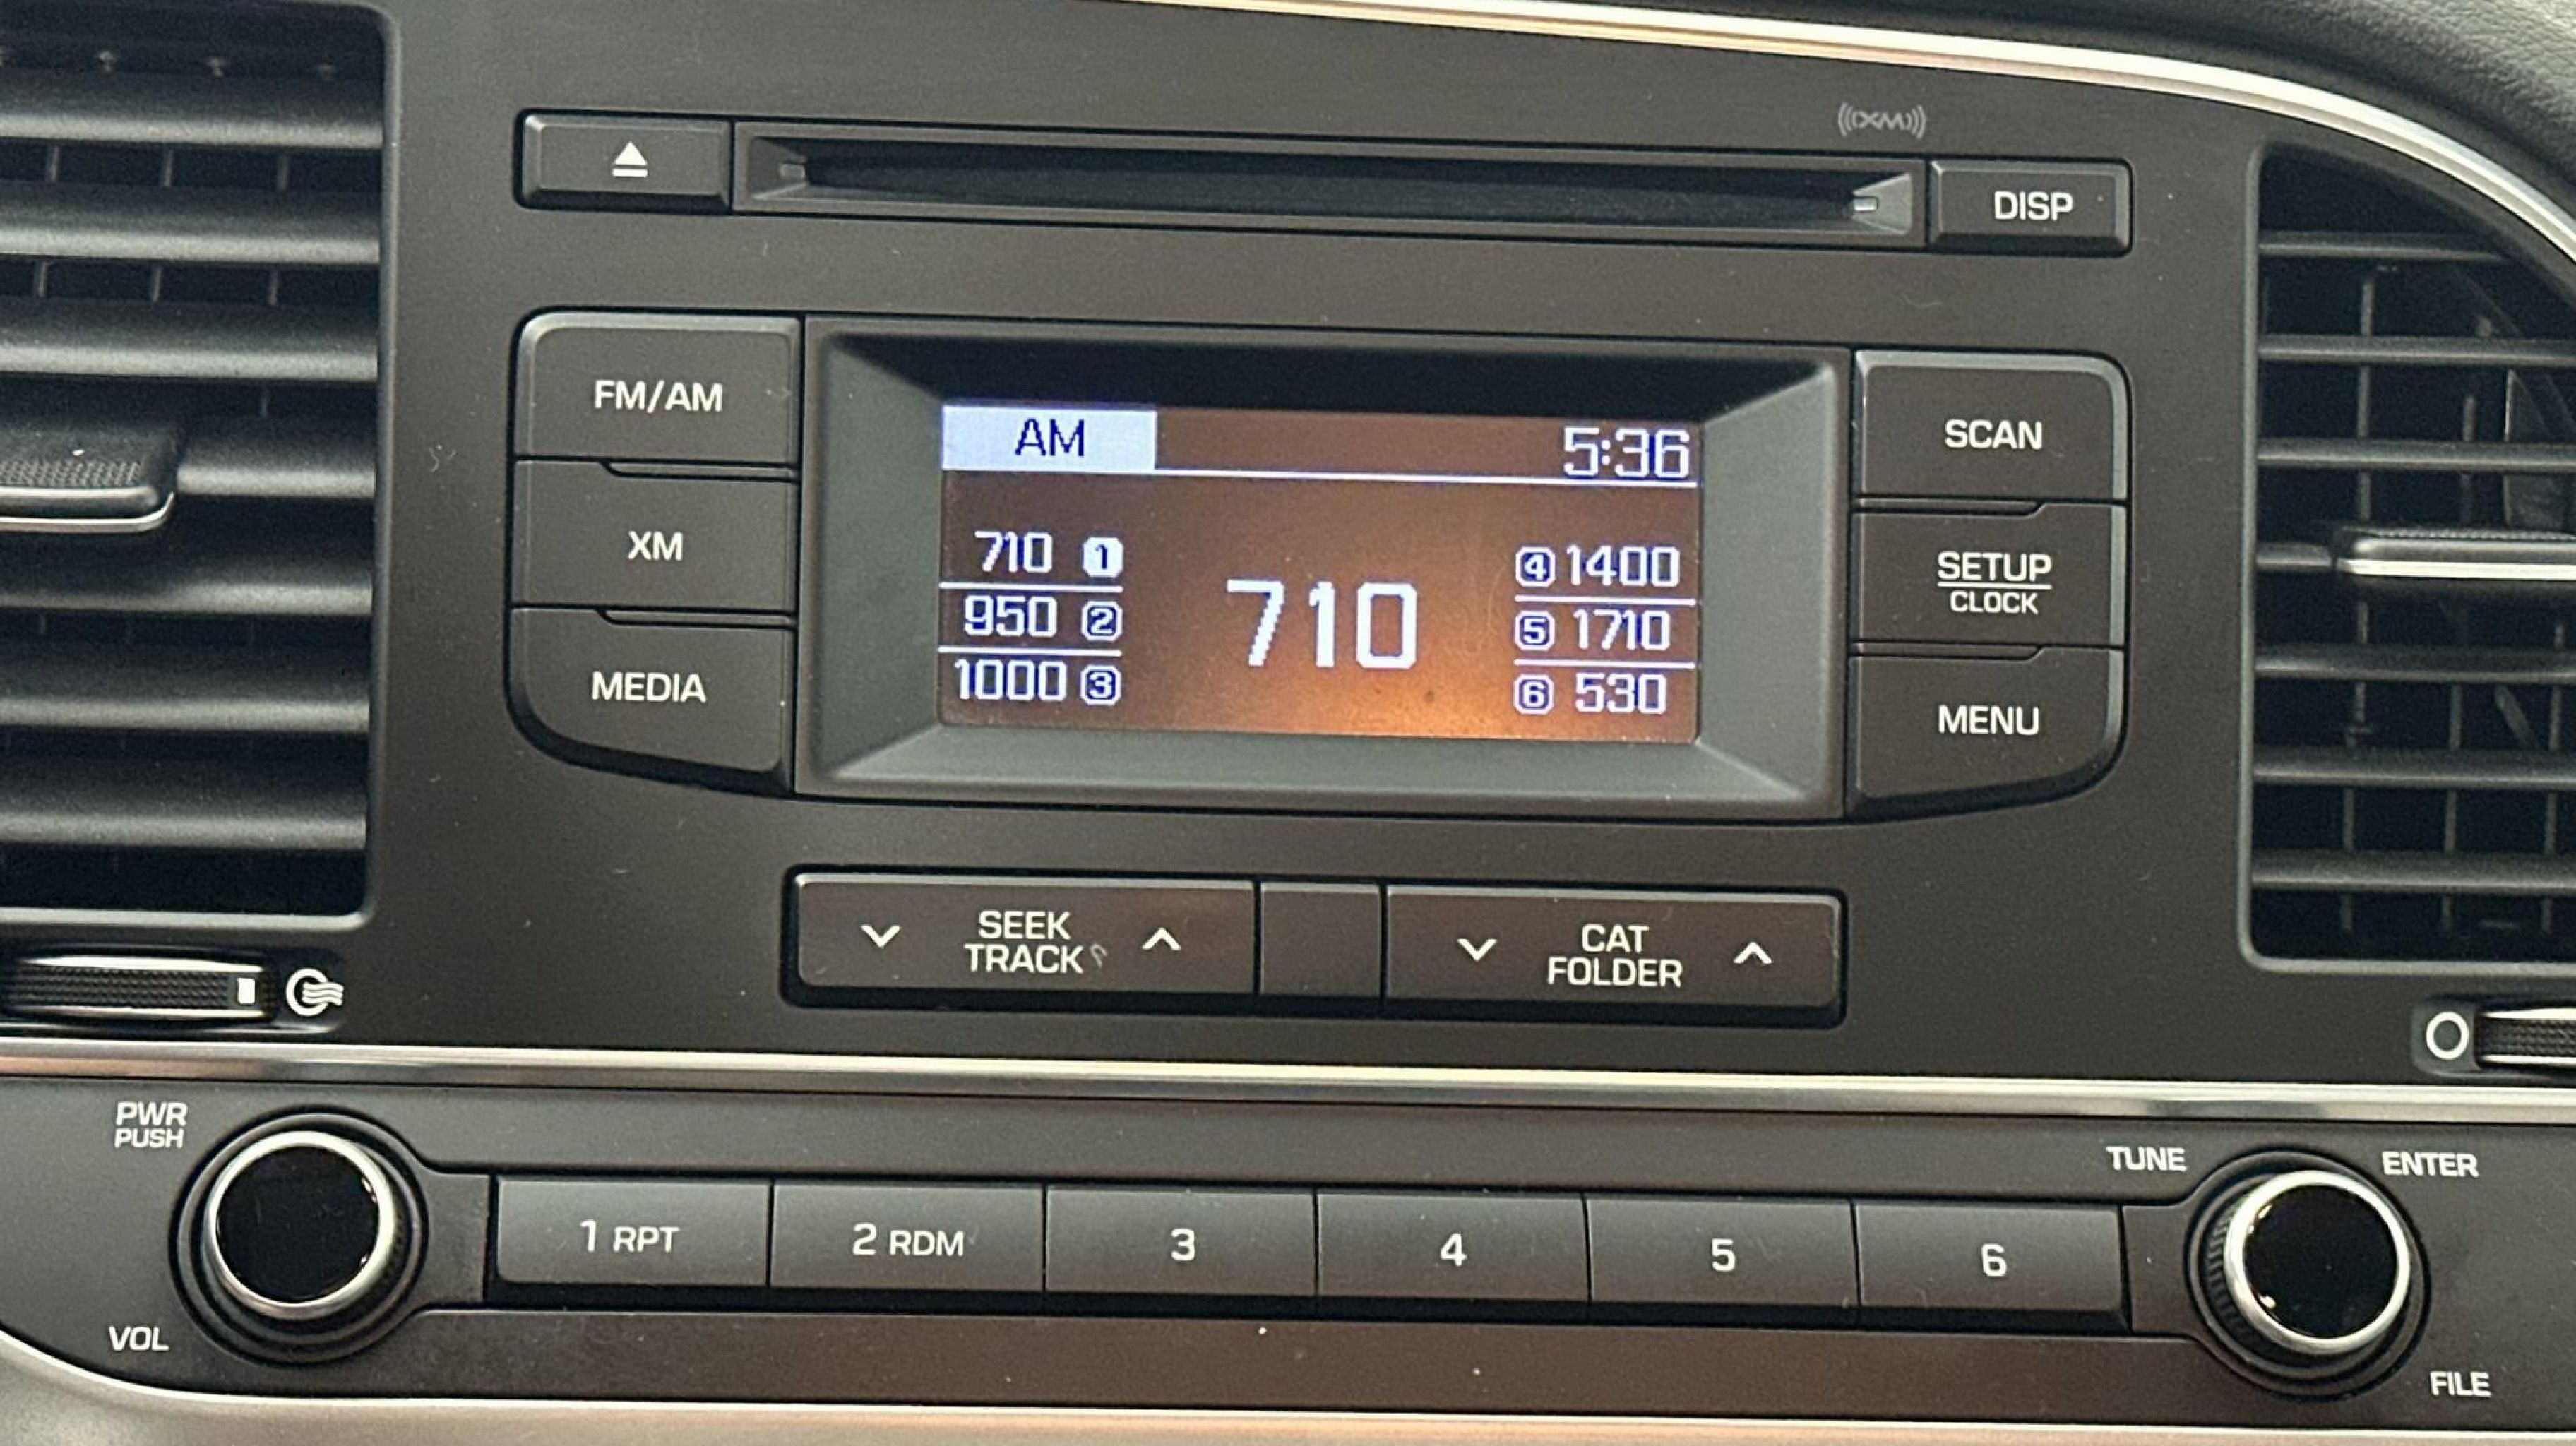 ((XM))
DISP
FM/AM
XM
MEDIA
AM
5:36
710 1
950 2
1000 3
710
4 1400
5 1710
6 530
SCAN
SETUP
CLOCK
MENU
SEEK
TRACK
CAT
FOLDER
PWR
PUSH
VOL
1 RPT
2 RDM
3
4
5
6
TUNE
ENTER
FILE